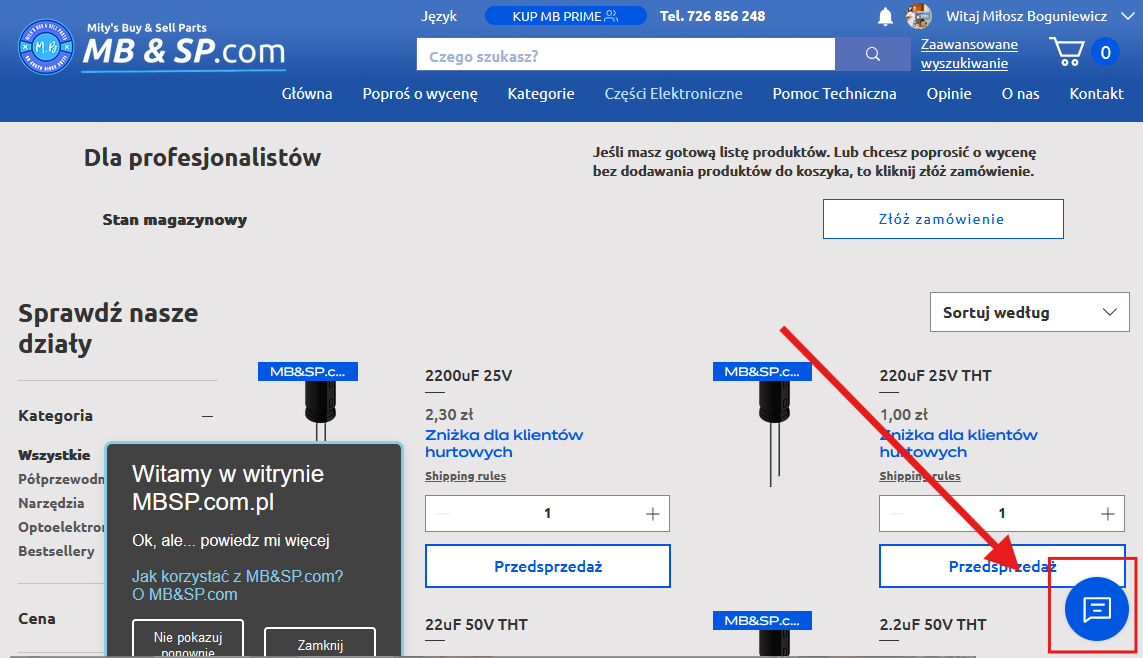 Język
KUP MB PRIME
Tel. 726 856 248
Witaj Miłosz Boguniewicz
Miły's Buy & Sell Parts
MB & SP.com
M.B
Czego szukasz?
Zaawansowane
wyszukiwanie
0
Główna
Poproś o wycenę
Kategorie
Części Elektroniczne
Pomoc Techniczna
Opinie
O nas
Kontakt
Dla profesjonalistów
Jeśli masz gotową listę produktów. Lub chcesz poprosić o wycenę
bez dodawania produktów do koszyka, to kliknij złóż zamówienie.
Stan magazynowy
Złóż zamówienie
Sprawdź nasze
działy
Sortuj według
Kategoria
Wszystkie
Półprzewodn
Narzędzia
Optoelektron
Bestsellery
Cena
MB&SP.c...
2200uF 25V
2,30 zł
Zniżka dla klientów
hurtowych
Shipping rules
1
Przedsprzedaż
MB&SP.c...
220uF 25V THT
1,00 zł
Zniżka dla klientów
hurtowych
Shipping rules
1
Przedsprzedaż
22uF 50V THT
MB&SP.c...
2.2uF 50V THT
Witamy w witrynie
MBSP.com.pl
Ok, ale... powiedz mi więcej
Jak korzystać z MB&SP.com?
O MB&SP.com
Nie pokazuj
ponownie
Zamknij